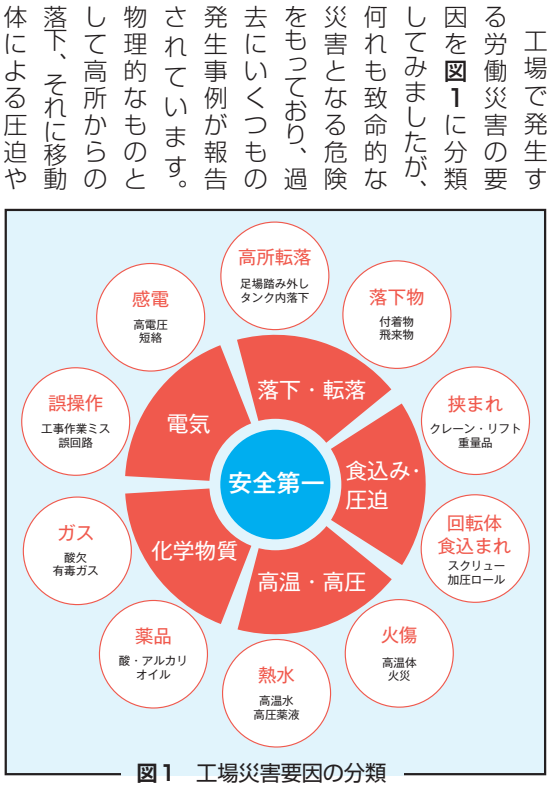 工場で発生す
る労働災害の要
因を図1に分類
してみましたが、
何れも致命的な
災害となる危険
をもっており、過
去にいくつもの
発生事例が報告
されています。
物理的なものと
して高所からの
落下、それに移動
体による圧迫や
高所転落
足場踏み外し
タンク内落下
落下物
付着物
飛来物
挟まれ
クレーン・リフト
重量品
回転体
食込まれ
スクリュー
加圧ロール
火傷
高温体
火災
熱水
高温水
高圧薬液
薬品
酸・アルカリ
オイル
ガス
酸欠
有毒ガス
誤操作
工事作業ミス
誤回路
感電
高電圧
短絡
落下・転落
食込み・
圧迫
高温・高圧
化学物質
電気
安全第一
図1 工場災害要因の分類